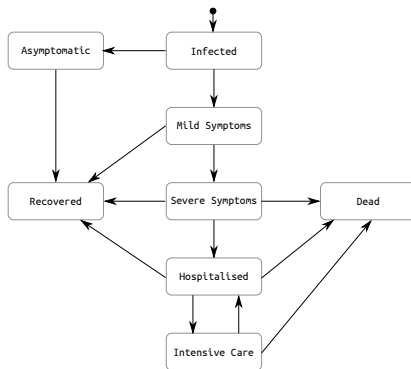 Asymptomatic
Infected
Mild Symptoms
Recovered
Severe Symptoms
Dead
Hospitalised
Intensive Care